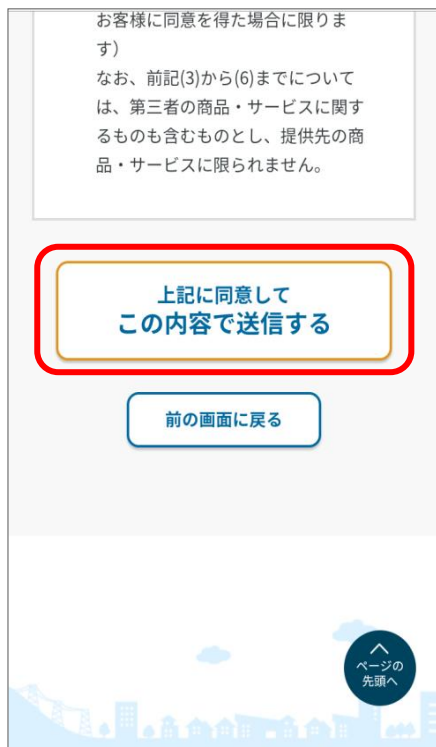 お客様に同意を得た場合に限りま
す）
なお、前記(3)から(6)までについて
は、第三者の商品・サービスに関す
るものも含むものとし、提供先の商
品・サービスに限られません。
上記に同意して
この内容で送信する
前の画面に戻る
ページの
先頭へ